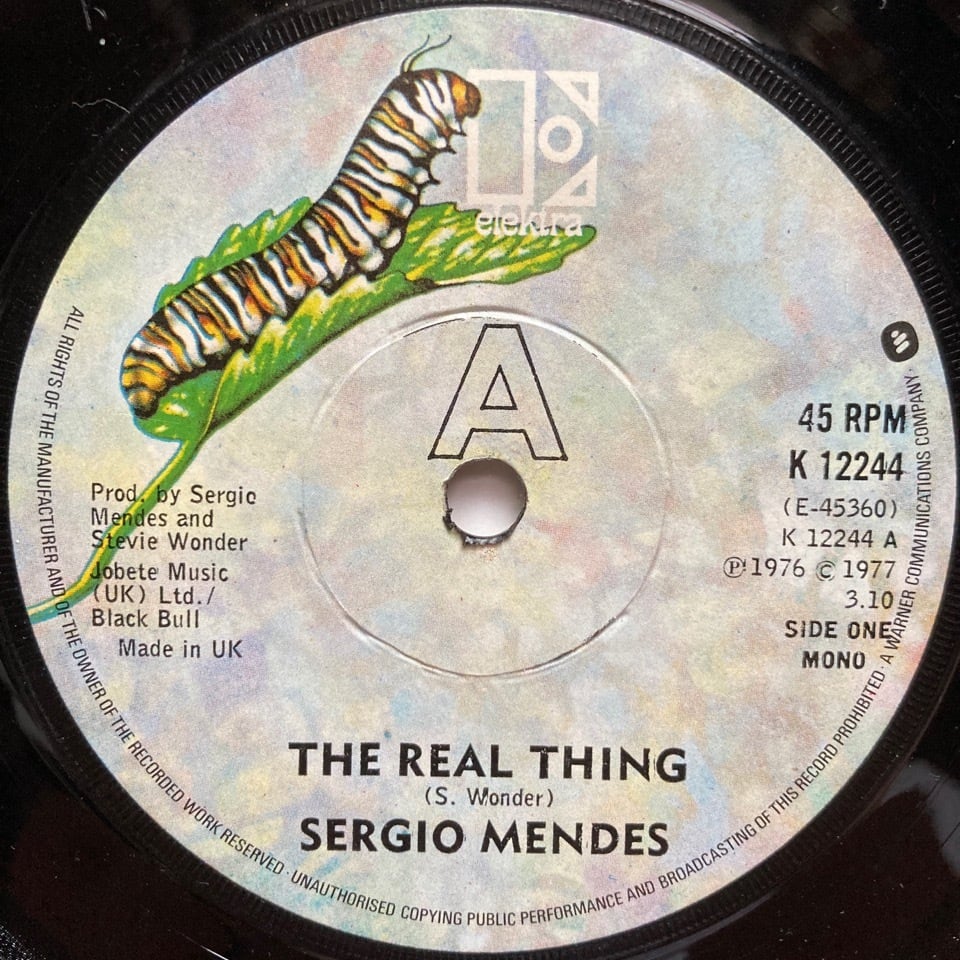 elektra
A
45 RPM
K 12244
(E-45360)
K 12244 A
Ⓟ1976 © 1977
3.10
SIDE ONE
MONO
Prod. by Sergio
Mendes and
Stevie Wonder
Jobete Music
(UK) Ltd./
Black Bull
Made in UK
THE REAL THING
(S. Wonder)
SERGIO MENDES
ALL RIGHTS OF THE MANUFACTURER AND OF THE OWNER OF THE RECORDED WORK RESERVED · UNAUTHORISED COPYING PUBLIC PERFORMANCE AND BROADCASTING OF THIS RECORD PROHIBITED · A WARNER COMMUNICATIONS COMPANY ·